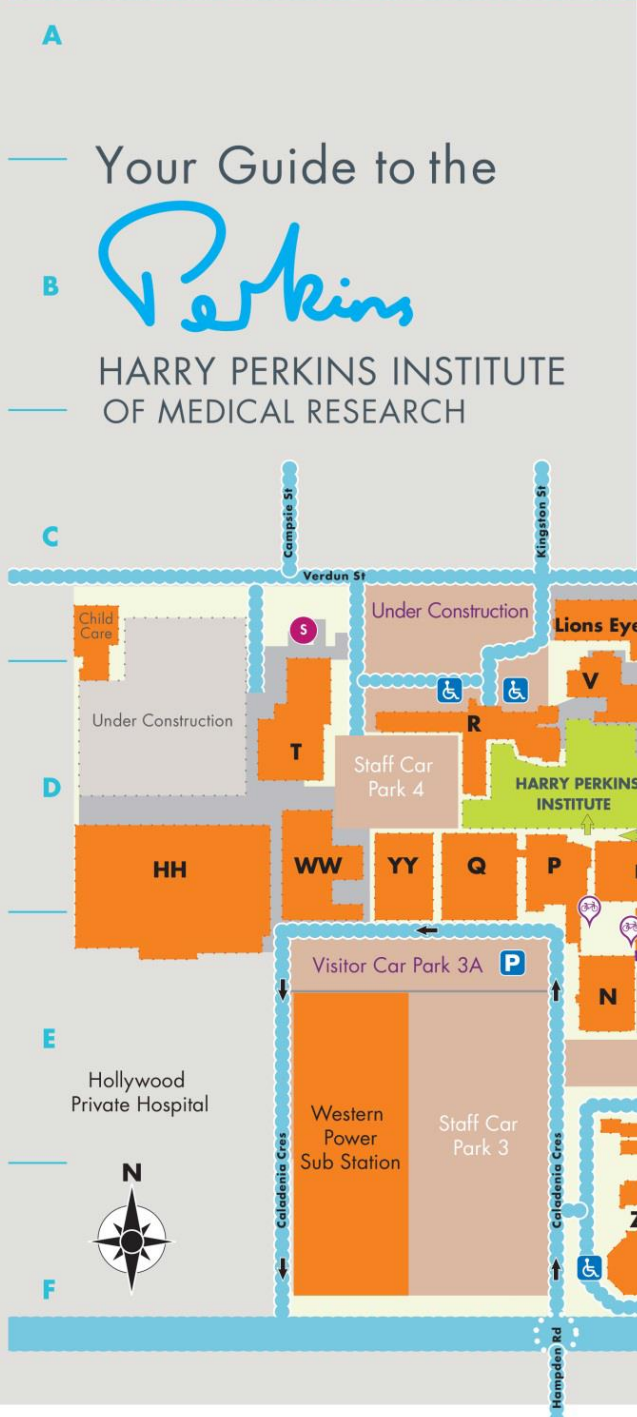 A
Your Guide to the
B
Perkins
HARRY PERKINS INSTITUTE
OF MEDICAL RESEARCH
C
Campsie St
Kingston St
Verdun St
Child
Care
S
Under Construction
Lions Eye
V
Under Construction
T
R
D
Staff Car
Park 4
HARRY PERKINS
INSTITUTE
HH
WW
YY
Q
P
Visitor Car Park 3A
P
N
E
Hollywood
Private Hospital
Western
Power
Sub Station
Staff Car
Park 3
Caladenia Cres
Caladenia Cres
N
Z
F
Hampden Rd